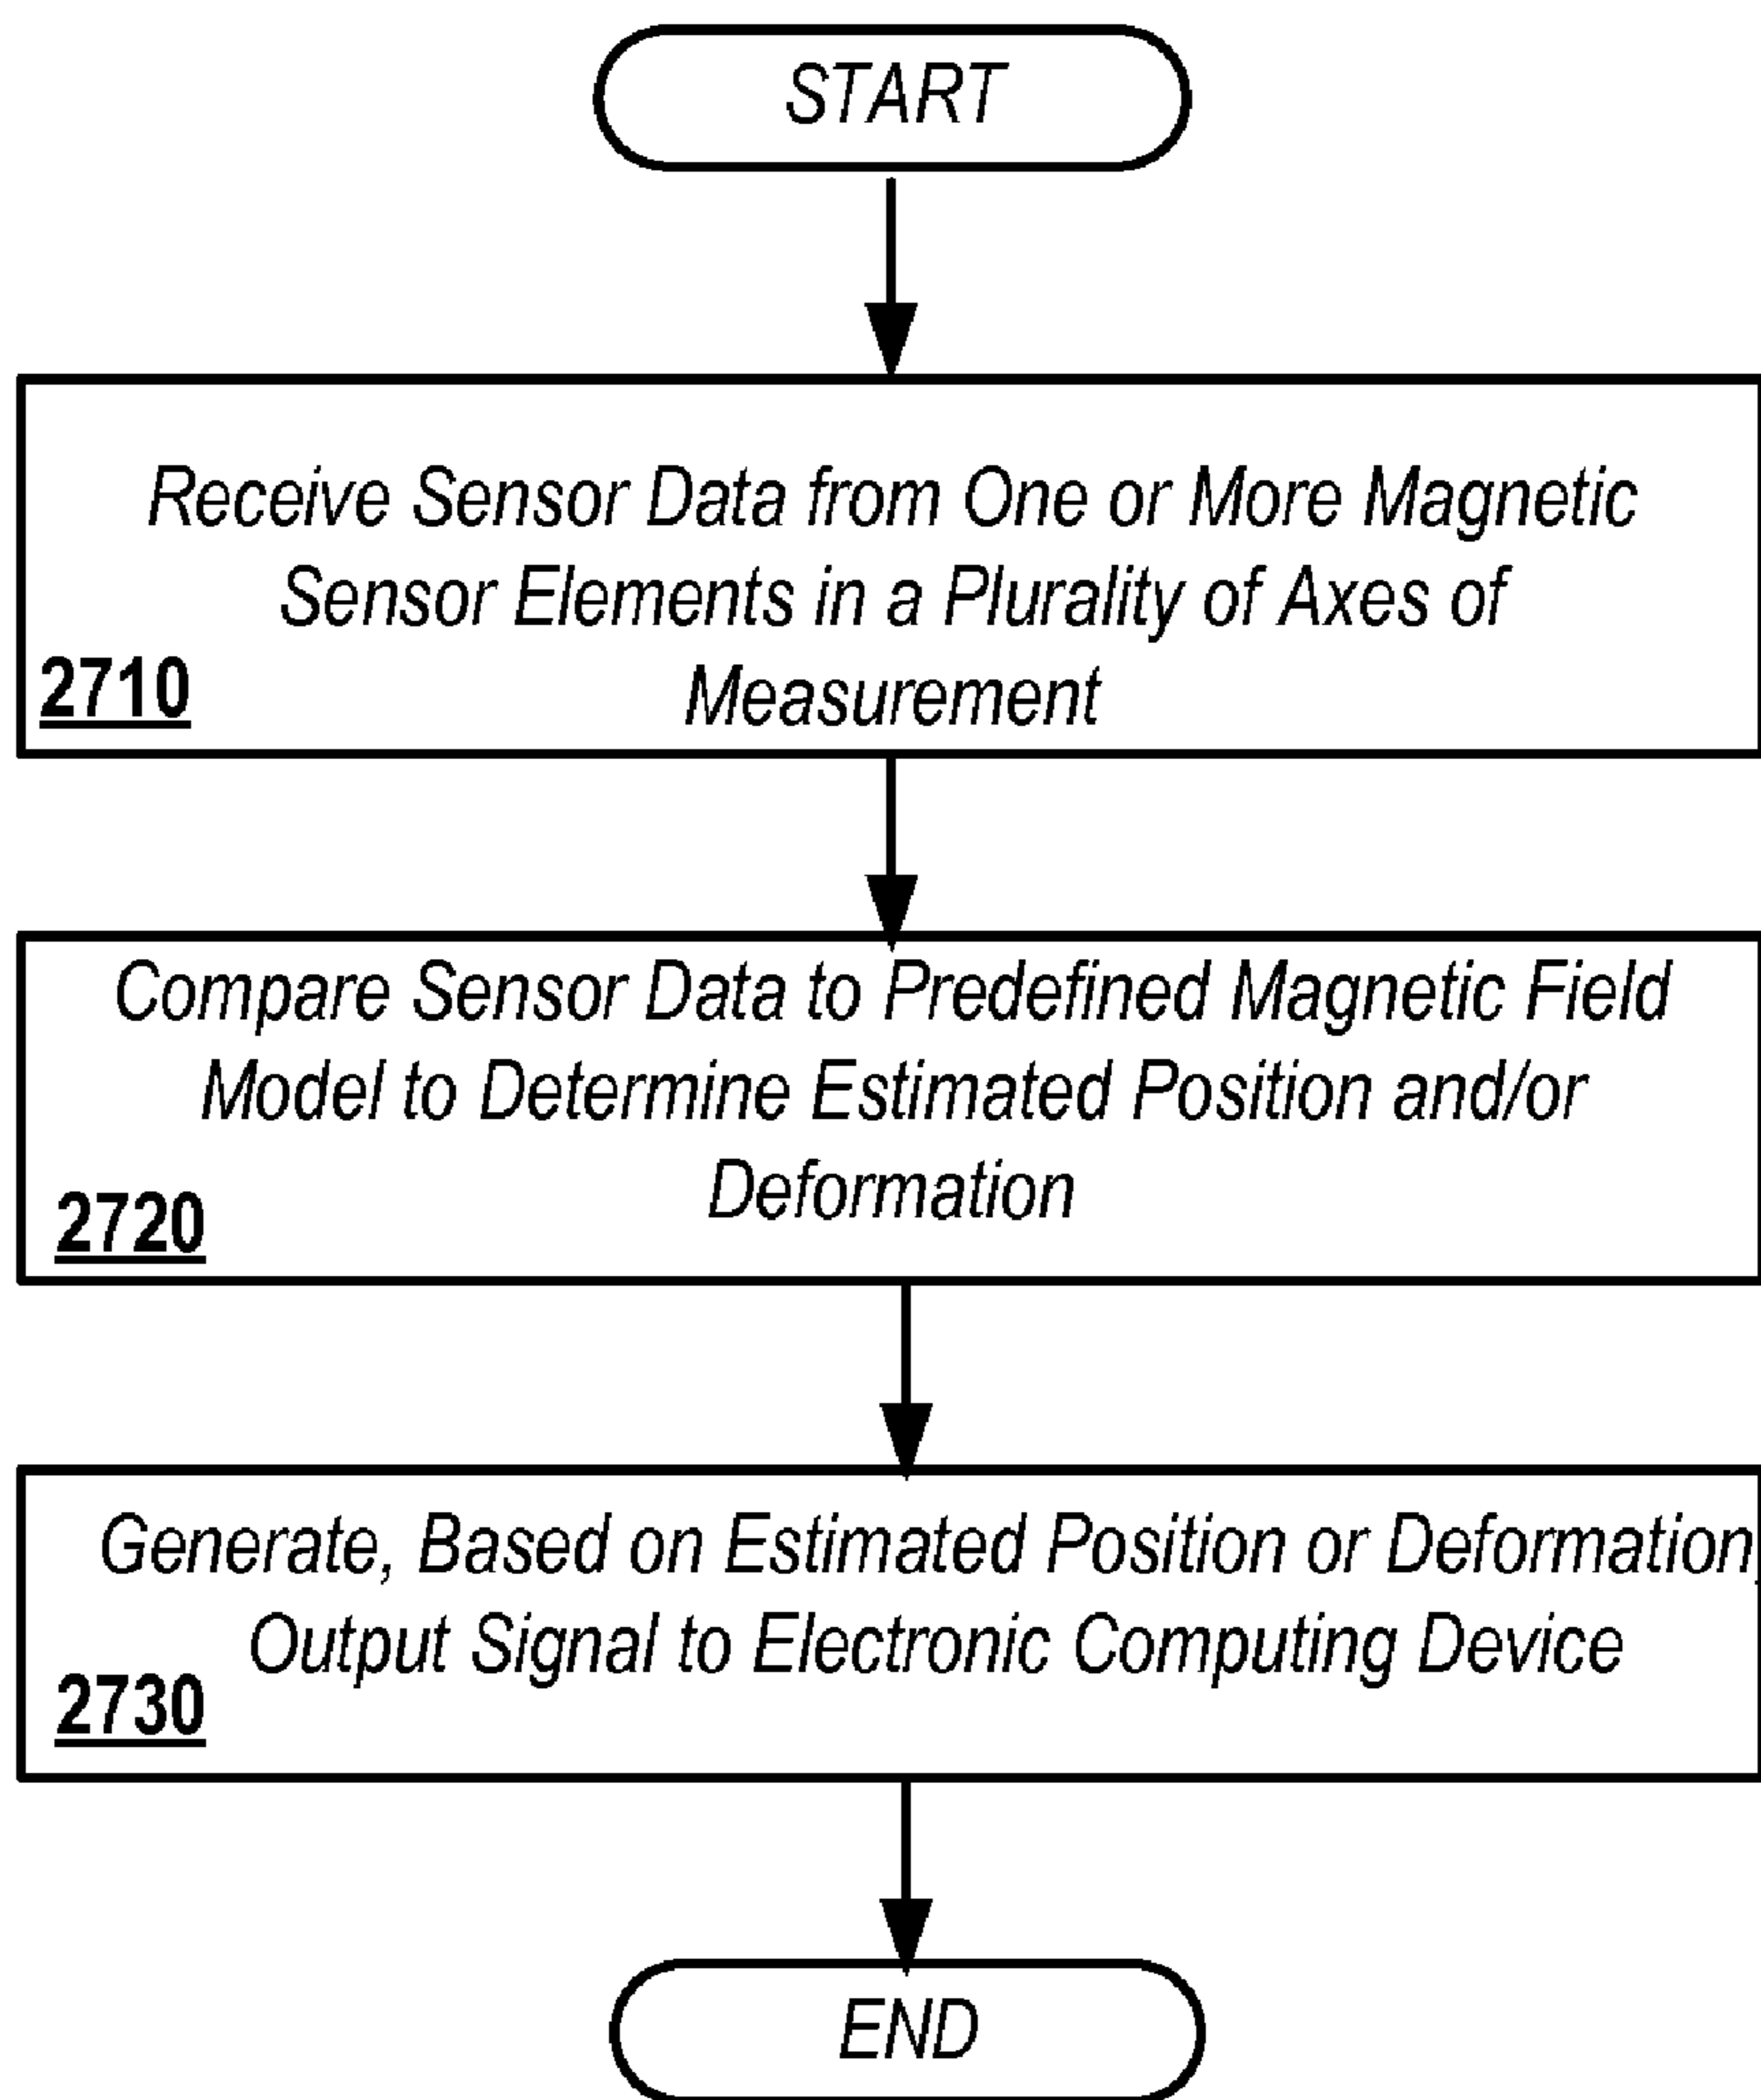 START
Receive Sensor Data from One or More Magnetic
Sensor Elements in a Plurality of Axes of
Measurement
2710
Compare Sensor Data to Predefined Magnetic Field
Model to Determine Estimated Position and/or
Deformation
2720
Generate, Based on Estimated Position or Deformation,
Output Signal to Electronic Computing Device
2730
END